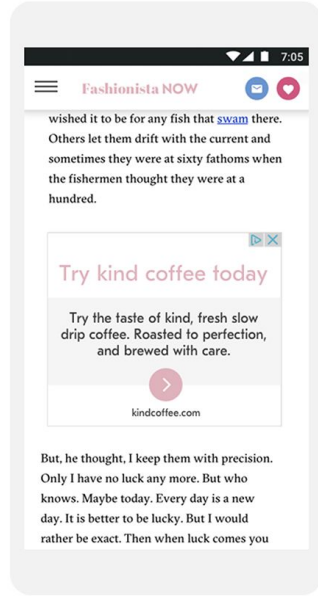 7:05
Fashionista NOW
wished it to be for any fish that swam there.
Others let them drift with the current and
sometimes they were at sixty fathoms when
the fishermen thought they were at a
hundred.
Try kind coffee today
Try the taste of kind, fresh slow
drip coffee. Roasted to perfection,
and brewed with care.
kindcoffee.com
But, he thought, I keep them with precision.
Only I have no luck any more. But who
knows. Maybe today. Every day is a new
day. It is better to be lucky. But I would
rather be exact. Then when luck comes you